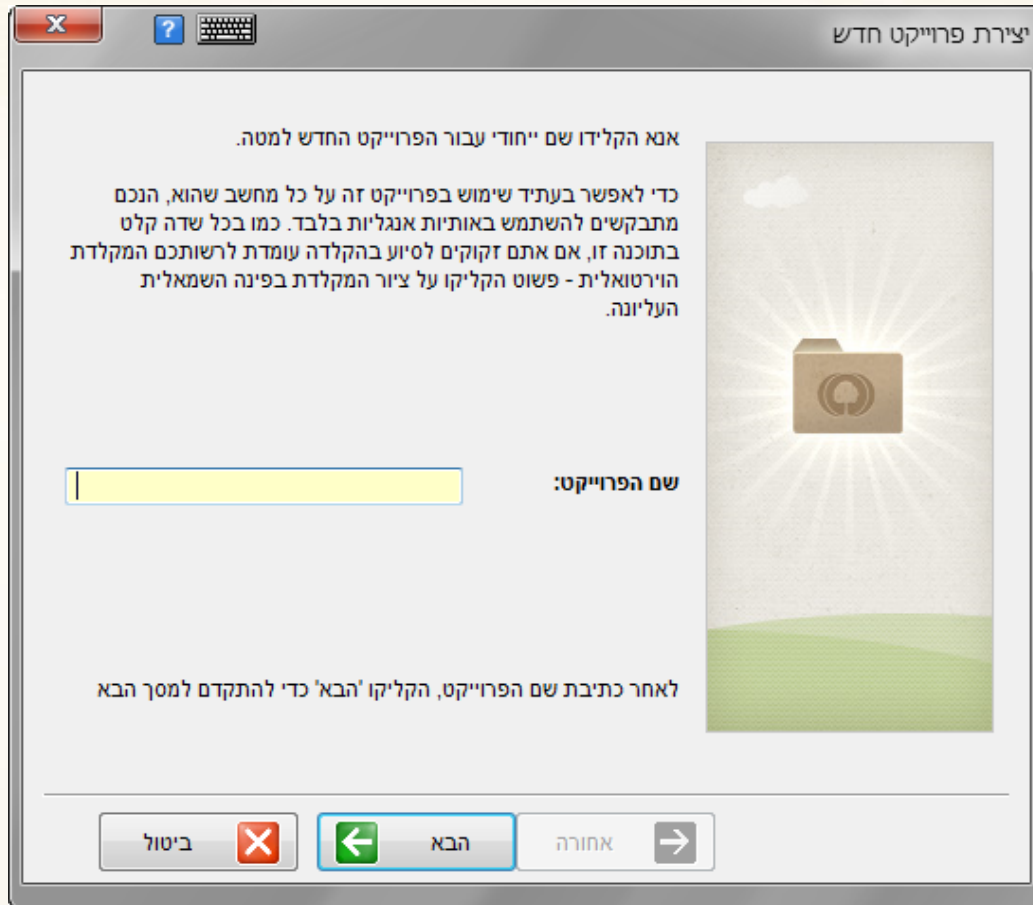 יצירת פרוייקט חדש
?
אנא הקלידו שם ייחודי עבור הפרוייקט החדש למטה.
כדי לאפשר בעתיד שימוש בפרוייקט זה על כל מחשב שהוא, הנכם
מתבקשים להשתמש באותיות אנגליות בלבד. כמו בכל שדה קלט
בתוכנה זו, אם אתם זקוקים לסיוע בהקלדה עומדת לרשותכם המקלדת
הוירטואלית - פשוט הקליקו על ציור המקלדת בפינה השמאלית
העליונה.
שם הפרוייקט:
לאחר כתיבת שם הפרוייקט, הקליקו 'הבא' כדי להתקדם למסך הבא
אחורה
הבא
ביטול